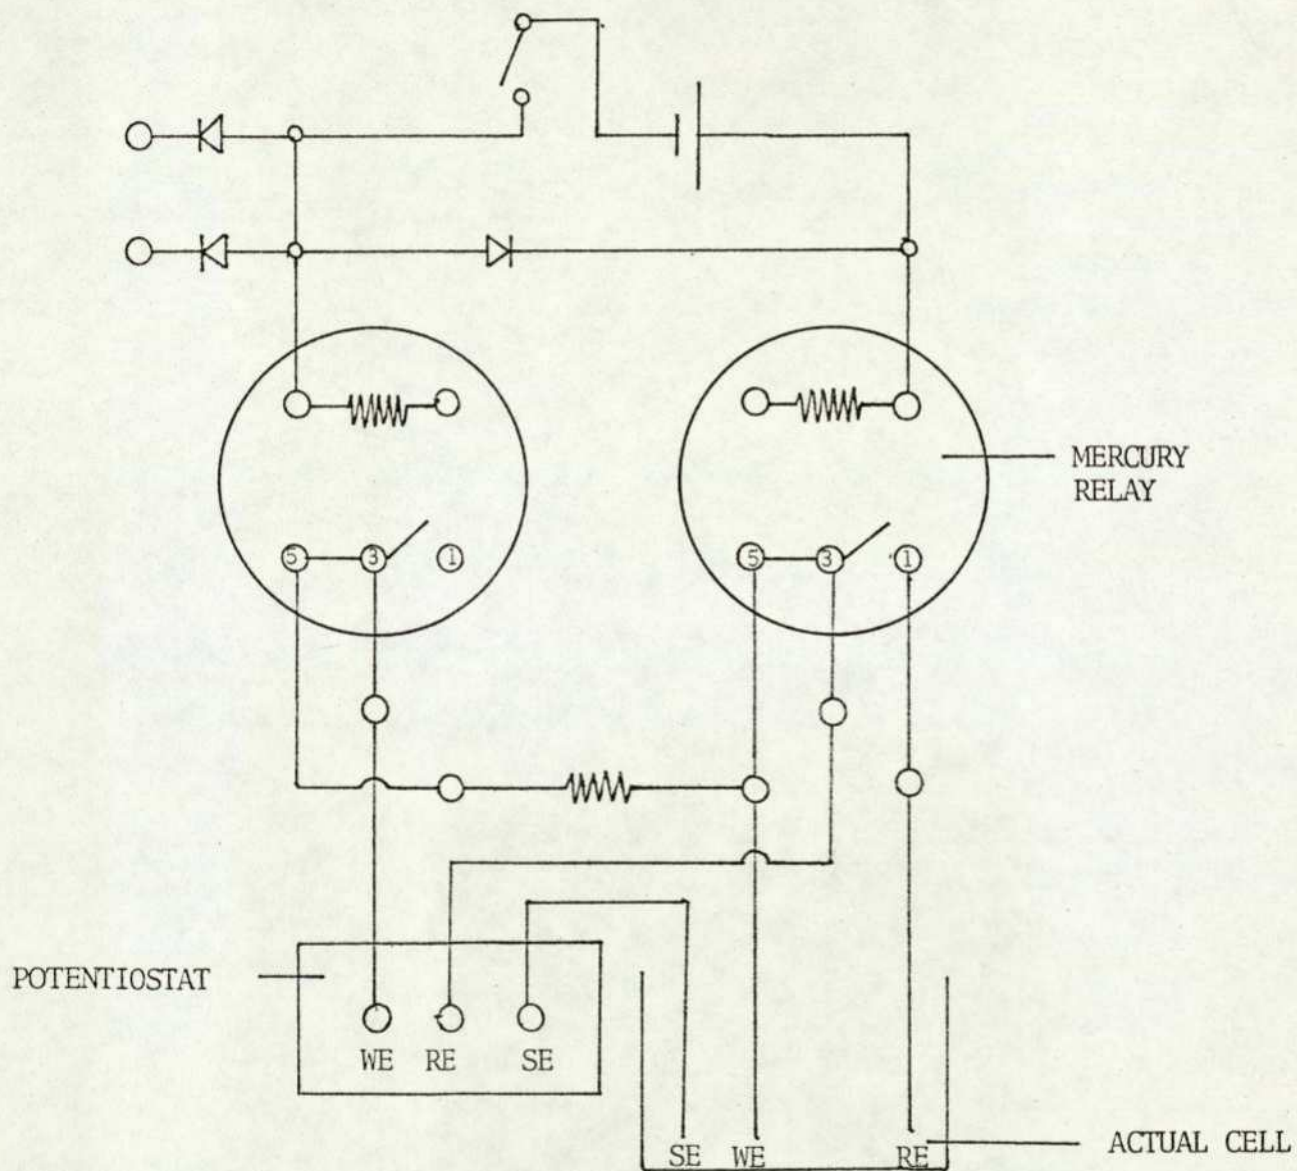 MERCURY
RELAY
5 3 1
5 3 1
POTENTIOSTAT
WE RE SE
SE WE RE
ACTUAL CELL